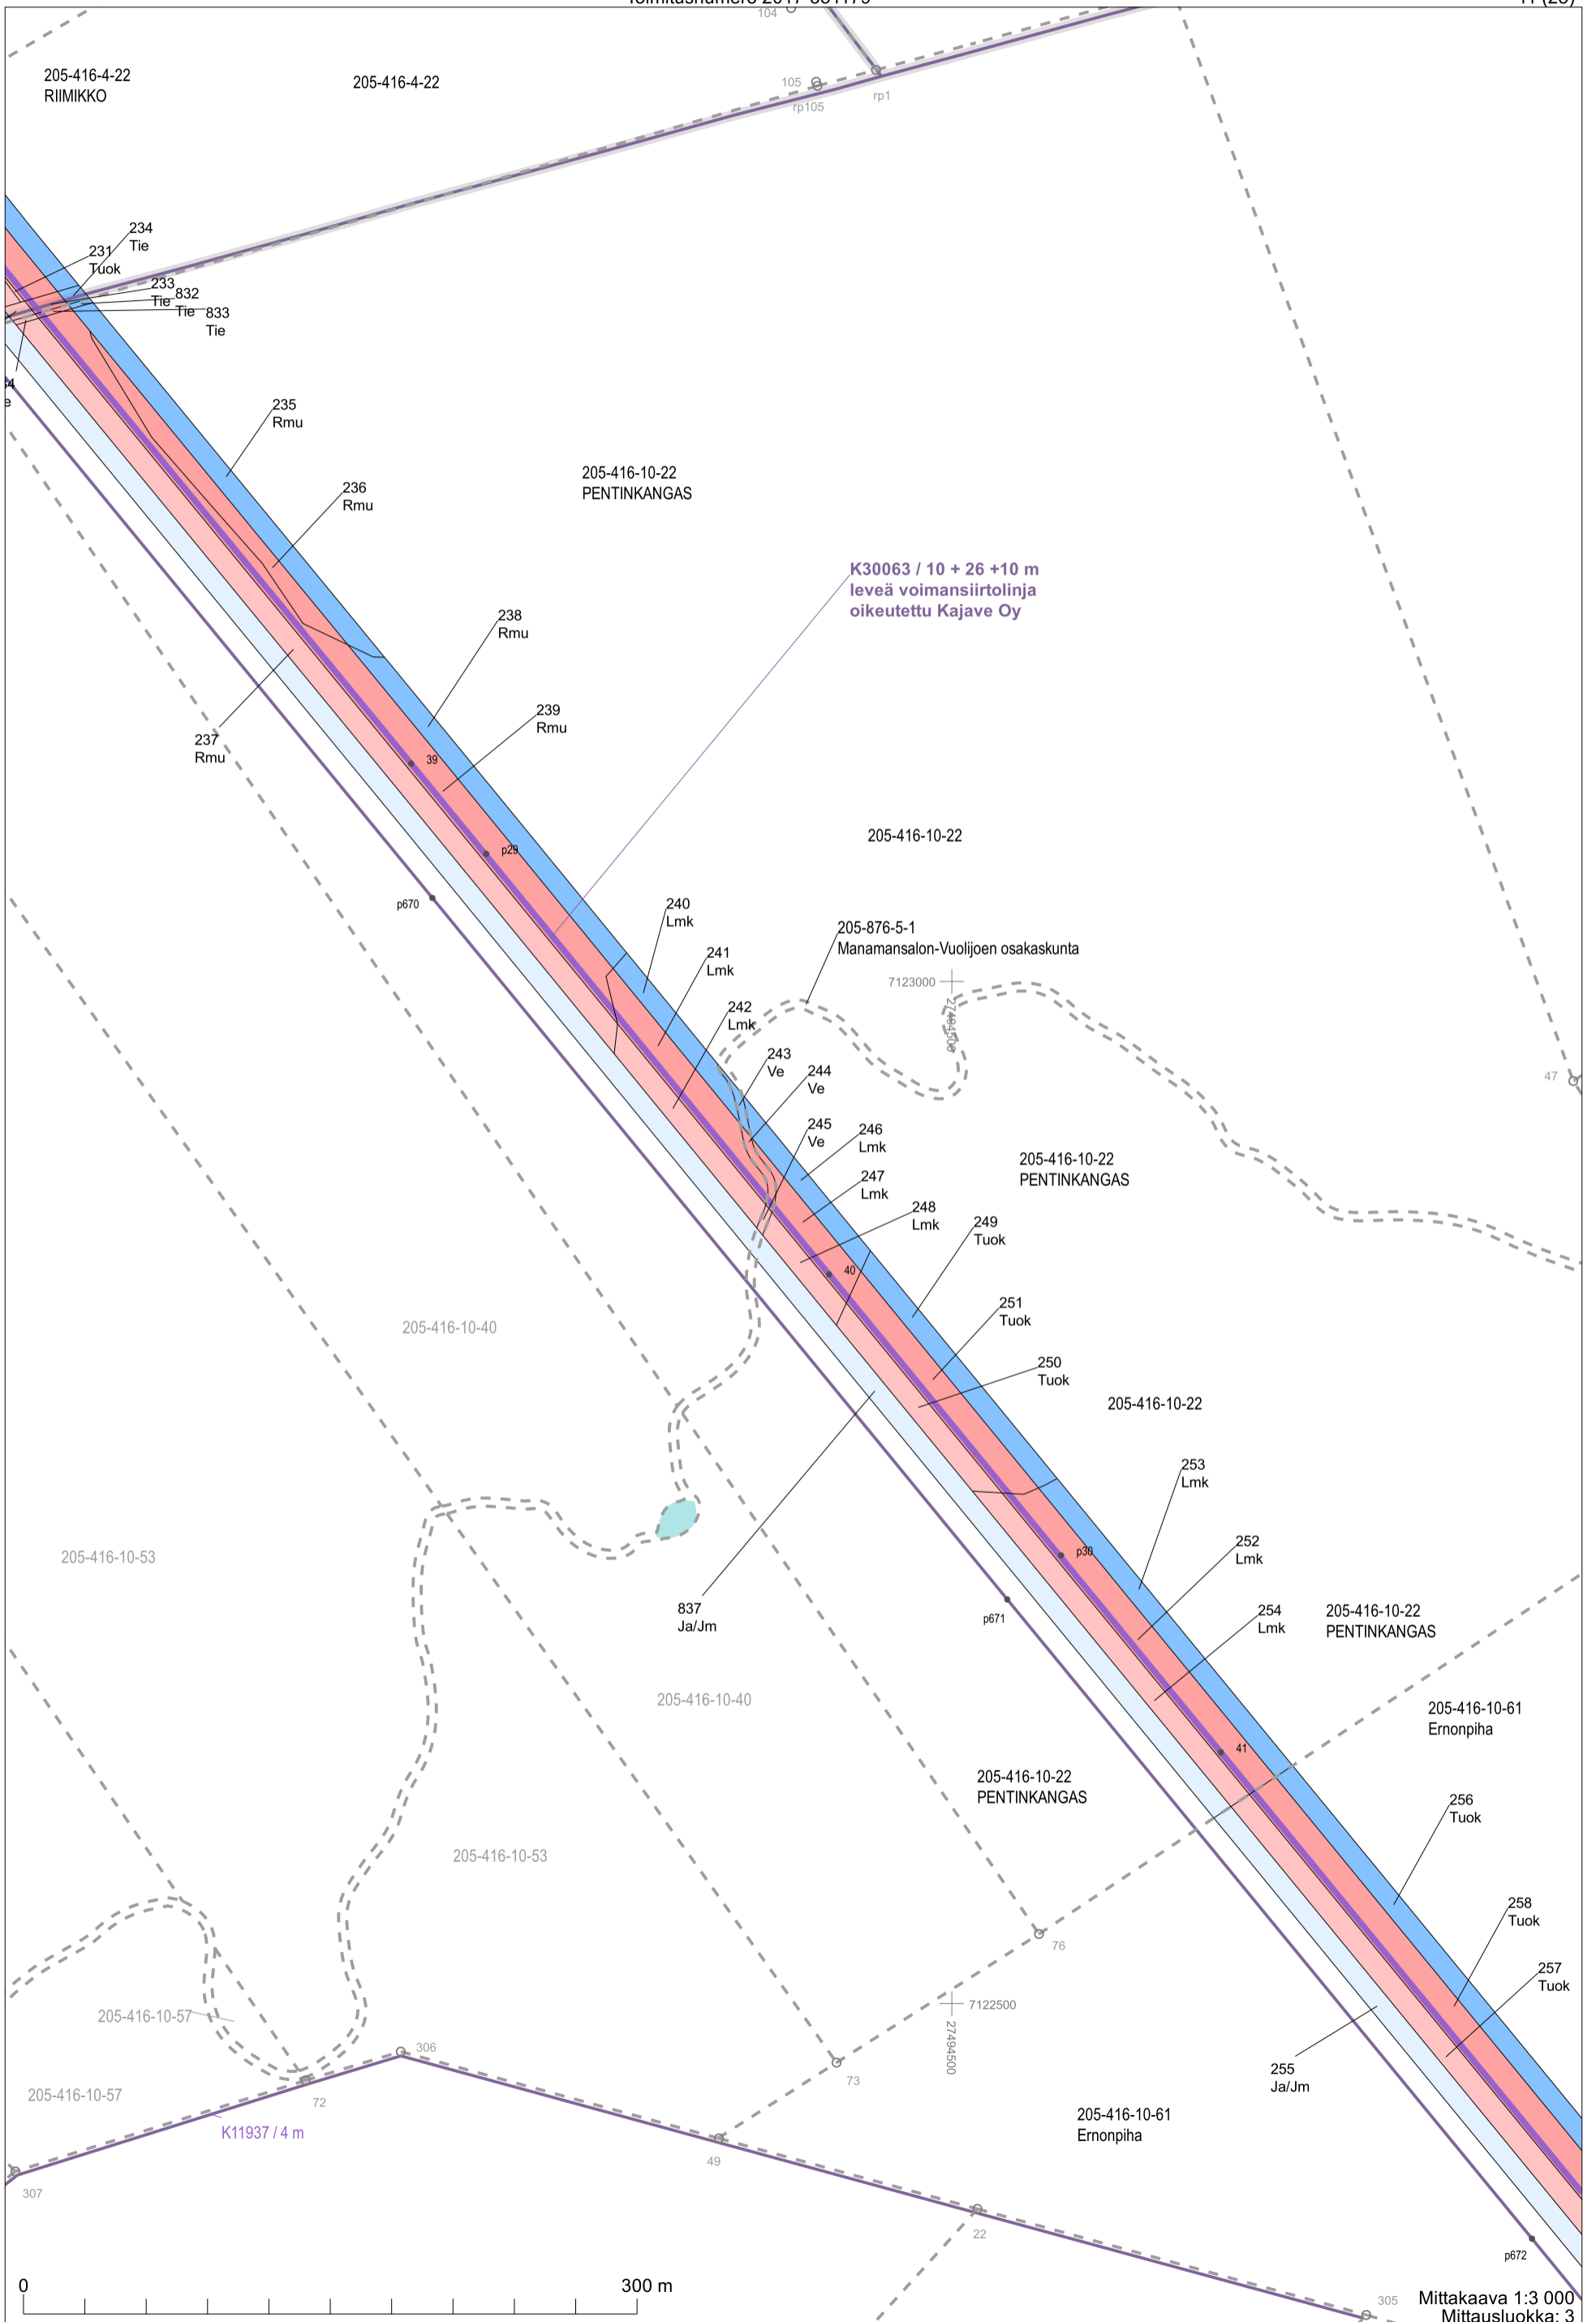 104
205-416-4-22
RIIMIKKO
205-416-4-22
105
rp105
rp1
234
Tie
231
Tuok
233
Tie
832
Tie
833
Tie
235
Rmu
205-416-10-22
PENTINKANGAS
236
Rmu
K30063 / 10 + 26 +10 m
leveä voimansiirtolinja
oikeutettu Kajave Oy
238
Rmu
239
Rmu
237
Rmu
39
p29
205-416-10-22
p670
240
Lmk
205-876-5-1
Manamansalon-Vuolijoen osakaskunta
241
Lmk
7123000
27494500
242
Lmk
243
Ve
244
Ve
47
245
Ve
246
Lmk
205-416-10-22
PENTINKANGAS
247
Lmk
248
Lmk
249
Tuok
40
251
Tuok
205-416-10-40
250
Tuok
205-416-10-22
253
Lmk
205-416-10-53
p30
252
Lmk
837
Ja/Jm
p671
254
Lmk
205-416-10-22
PENTINKANGAS
205-416-10-40
205-416-10-61
Ernonpiha
41
205-416-10-22
PENTINKANGAS
256
Tuok
205-416-10-53
258
Tuok
76
257
Tuok
205-416-10-57
7122500
27494500
306
73
255
Ja/Jm
205-416-10-57
72
K11937 / 4 m
205-416-10-61
Ernonpiha
49
307
22
p672
0
300 m
305
Mittakaava 1:3 000
Mittausluokka: 3